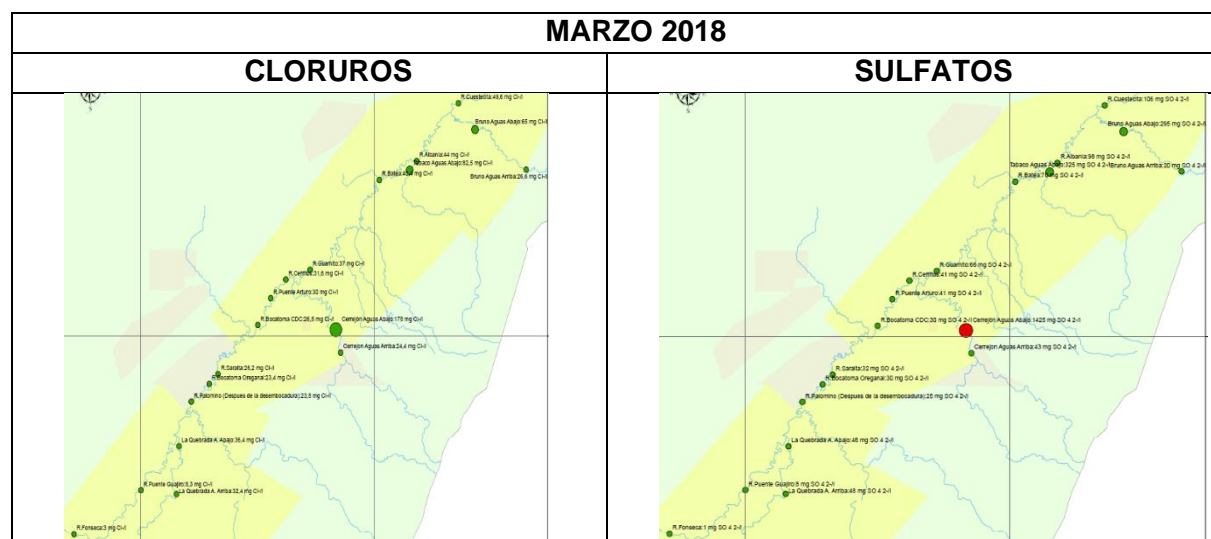 MARZO 2018
CLORUROS
SULFATOS
R.Cuestecita:49,6 mg Cl-/l
Bruno Aguas Abajo:65 mg Cl-/l
R.Albania:44 mg Cl-/l
Tabaco Aguas Abajo:82,5 mg Cl-/l
Bruno Aguas Arriba:26,6 mg Cl-/l
R.Guamito:37 mg Cl-/l
R.Cerrillos:31,6 mg Cl-/l
R.Puente Arturo:30 mg Cl-/l
R.Bocatoma CDC:26,5 mg Cl-/l
Cerrejón Aguas Abajo:178 mg Cl-/l
Cerrejon Aguas Arriba:24,4 mg Cl-/l
R.Saraita:26,2 mg Cl-/l
R.Bocatoma Oreganal:23,4 mg Cl-/l
R.Palomino (Despues de la desembocadura):23,5 mg Cl-/l
La Quebrada A. Abajo:35,4 mg Cl-/l
R.Puente Guajiro:5,3 mg Cl-/l
La Quebrada A. Arriba:32,4 mg Cl-/l
R.Fonseca:3 mg Cl-/l
R.Cuestecita:106 mg SO 4 2-/l
Bruno Aguas Abajo:295 mg SO 4 2-/l
R.Albania:98 mg SO 4 2-/l
Tabaco Aguas Abajo:325 mg SO 4 2-/l
Bruno Aguas Arriba:20 mg SO 4 2-/l
R.Guamito:66 mg SO 4 2-/l
R.Cerrillos:41 mg SO 4 2-/l
R.Puente Arturo:41 mg SO 4 2-/l
R.Bocatoma CDC:30 mg SO 4 2-/l
Cerrejón Aguas Abajo:1425 mg SO 4 2-/l
Cerrejon Aguas Arriba:43 mg SO 4 2-/l
R.Saraita:32 mg SO 4 2-/l
R.Bocatoma Oreganal:30 mg SO 4 2-/l
R.Palomino (Despues de la desembocadura):25 mg SO 4 2-/l
La Quebrada A. Abajo:46 mg SO 4 2-/l
R.Puente Guajiro:8 mg SO 4 2-/l
La Quebrada A. Arriba:48 mg SO 4 2-/l
R.Fonseca:1 mg SO 4 2-/l